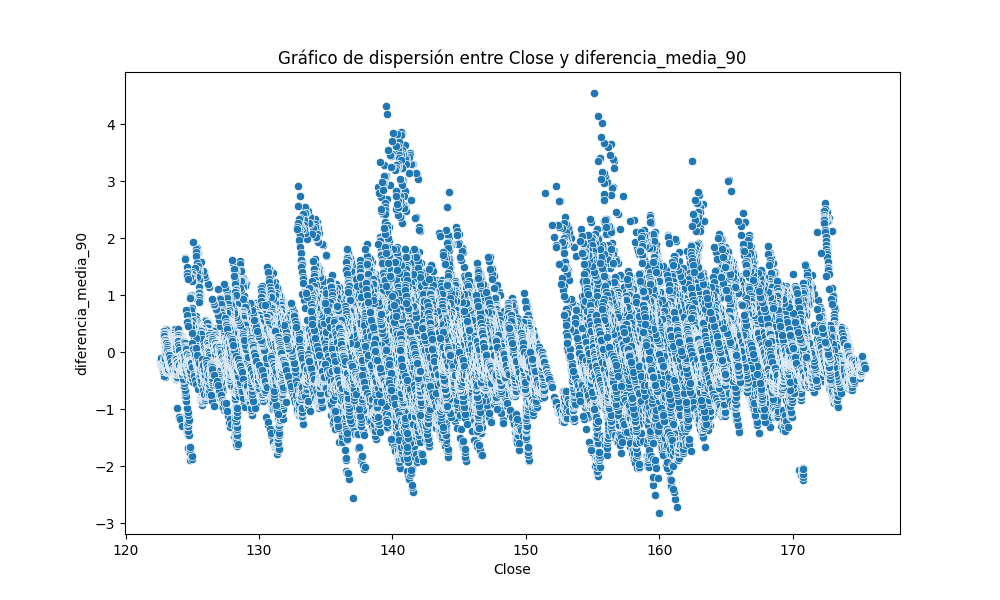 Gráfico de dispersión entre Close y diferencia_media_90
diferencia_media_90
4
3
2
1
0
−1
−2
−3
120 130 140 150 160 170
Close